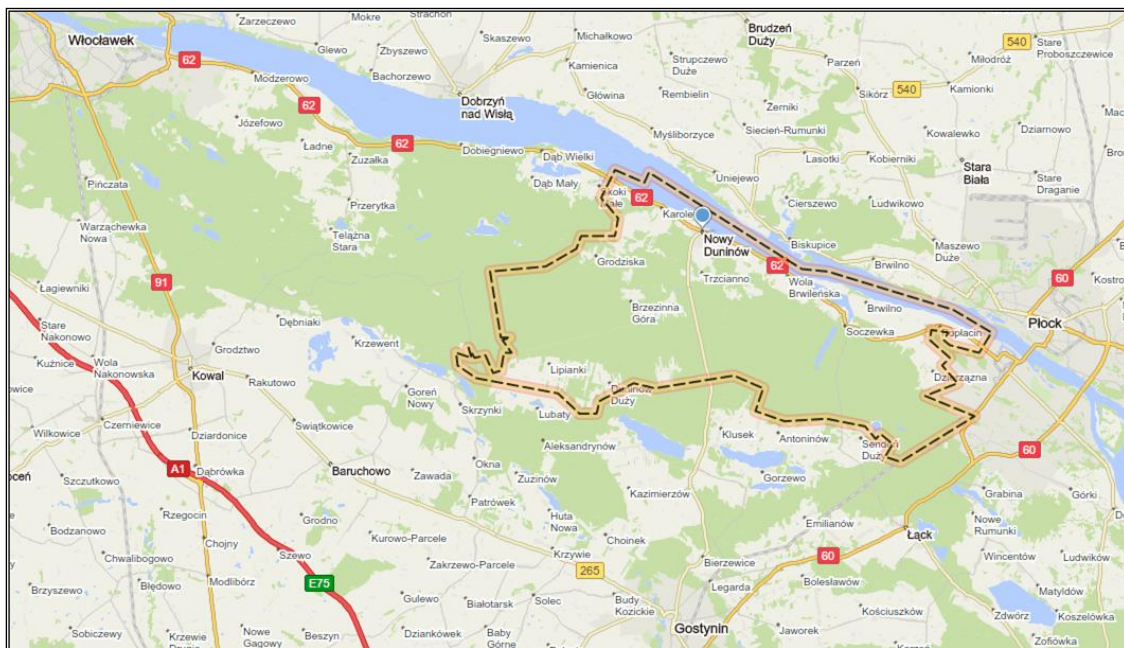 Zarzeczewo
Mokre
Strachoń
Michałkowo
Brudzeń
Duży
540
Stare
Proboszczewice
Włocławek
Glewo
Zbyszewo
Skaszewo
Kamienica
Strupczewo
Duże
Parzeń
Miłodróż
62
Modzerowo
Bachorzewo
Główina
Rembielin
Sikórz
540
Kamionki
Dobrzyń
nad Wisłą
Żerniki
Józefowo
62
Myśliborzyce
Siecień-Rumunki
Kowalewko
Dziarnowo
Ładne
62
Dobiegniewo
Dąb Wielki
Lasotki
Kobierniki
Stara
Biała
Zuzałka
Dąb Mały
Uniejewo
Stare
Draganie
Pińczata
Przerytka
62
Cierszewo
Ludwikowo
Warząchewka
Nowa
Telążna
Stara
Nowy
Duninów
Biskupice
Maszewo
Duże
60
Grodziska
62
Brwilno
Trzcianno
Wola
Brwileńska
91
Łagiewniki
Brzezinna
Góra
Brwilno
Płock
Stare
Nakonowo
Dębniaki
Soczewka
Krzewent
Kuźnice
Wola
Nakonowska
Grodztwo
Lipianki
Kowal
Rakutowo
Goreń
Nowy
Skrzynki
Lubaty
Duży
Wilkowice
Czerniewice
Świątkowice
Klusek
Antoninów
Duży
60
Dziardonice
Aleksandrynów
A1
Dąbrówka
Baruchowo
Zawada
Okna
Gorzewo
Szczutkowo
Zuzinów
Kazimierzów
Grabina
Górki
Rzegocin
Patrówek
Grodno
Huta
Nowa
Emilianów
Nowe
Rumunki
Bodzanowo
Chojny
Kurowo-Parcele
Choinek
Łąck
Chwalibogowo
Szewo
Krzywie
60
Wincentów
Ludwików
Zakrzewo-Parcele
265
Bierzewice
Błędowo
Modlibórz
E75
Legarda
Bolesławów
Brzyszewo
Matyldów
Gulewo
Białotarsk
Solec
Budy
Kozickie
Kościuszków
Zdwórz
Koszelówka
Sobiczewy
Krzewie
Nowe
Gagowy
Beszyn
Dziankówek
Baby
Górne
Gostynin
Jaworek
Zofiówka